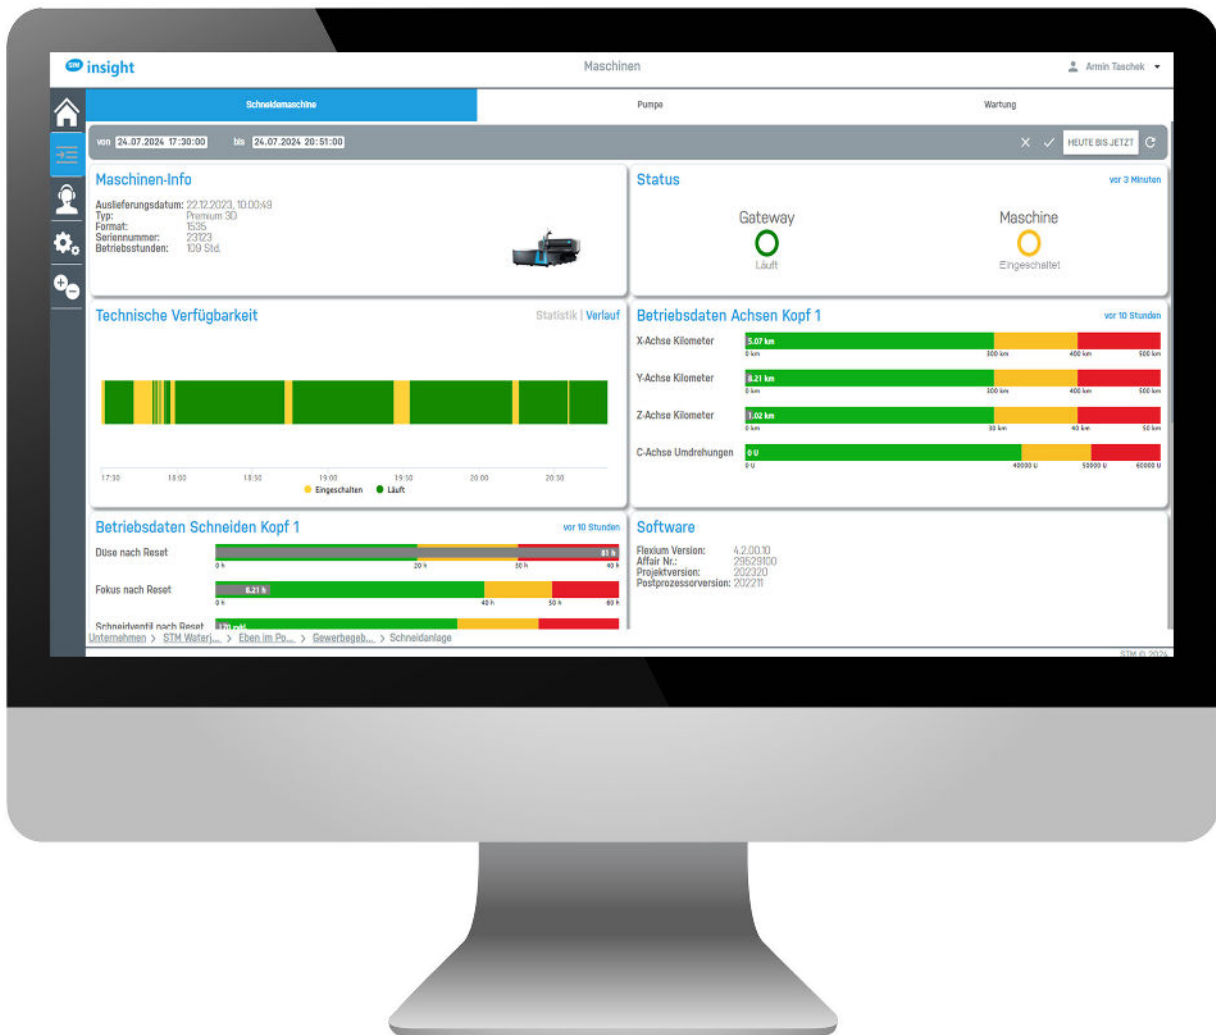 STM insight
Maschinen
Armin Taschek
Schneidemaschine
Pumpe
Wartung
von 24.07.2024 17:30:00 bis 24.07.2024 20:51:00
HEUTE BIS JETZT
Maschinen-Info
Auslieferungsdatum: 22.12.2023, 10:00:49
Typ: Premium 3D
Format: 1535
Seriennummer: 23123
Betriebsstunden: 109 Std.
Status
vor 3 Minuten
Gateway
Läuft
Maschine
Eingeschaltet
Technische Verfügbarkeit
Statistik | Verlauf
17:30 18:00 18:30 19:00 19:30 20:00 20:30
Eingeschalten Läuft
Betriebsdaten Achsen Kopf 1
vor 10 Stunden
X-Achse Kilometer
5.07 km
0 km 300 km 400 km 500 km
Y-Achse Kilometer
8.21 km
0 km 300 km 400 km 500 km
Z-Achse Kilometer
1.02 km
0 km 30 km 40 km 50 km
C-Achse Umdrehungen
0 U
0 U 40000 U 50000 U 60000 U
Betriebsdaten Schneiden Kopf 1
vor 10 Stunden
Düse nach Reset
81 h
0 h 20 h 30 h 40 h
Fokus nach Reset
8.21 h
0 h 40 h 50 h 60 h
Schneidventil nach Reset
Software
Flexium Version: 4.2.00.10
Affair Nr.: 29529100
Projektversion: 202320
Postprozessorversion: 202211
Unternehmen > STM Waterj... > Eben im Po... > Gewerbegeb... > Schneidanlage
STM © 2024